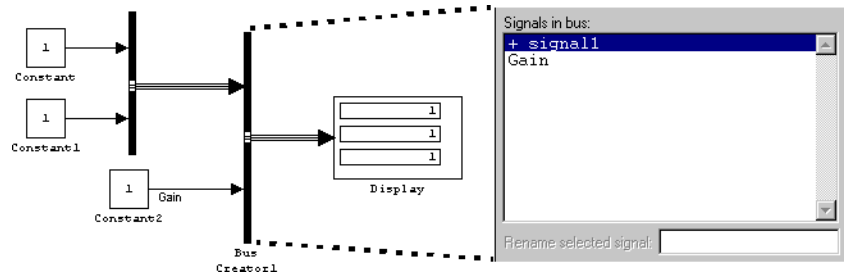 1
Constant
1
Constant1
1
Gain
Constant2
Bus
Creator1
1
1
1
Display
Signals in bus:
+ signal1
Gain
Rename selected signal: